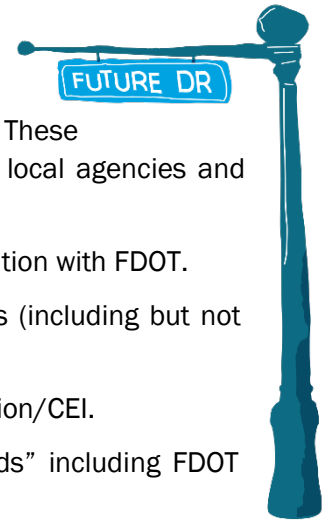 FUTURE DR
These
local agencies and
tion with FDOT.
s (including but not
ion/CEI.
ds” including FDOT